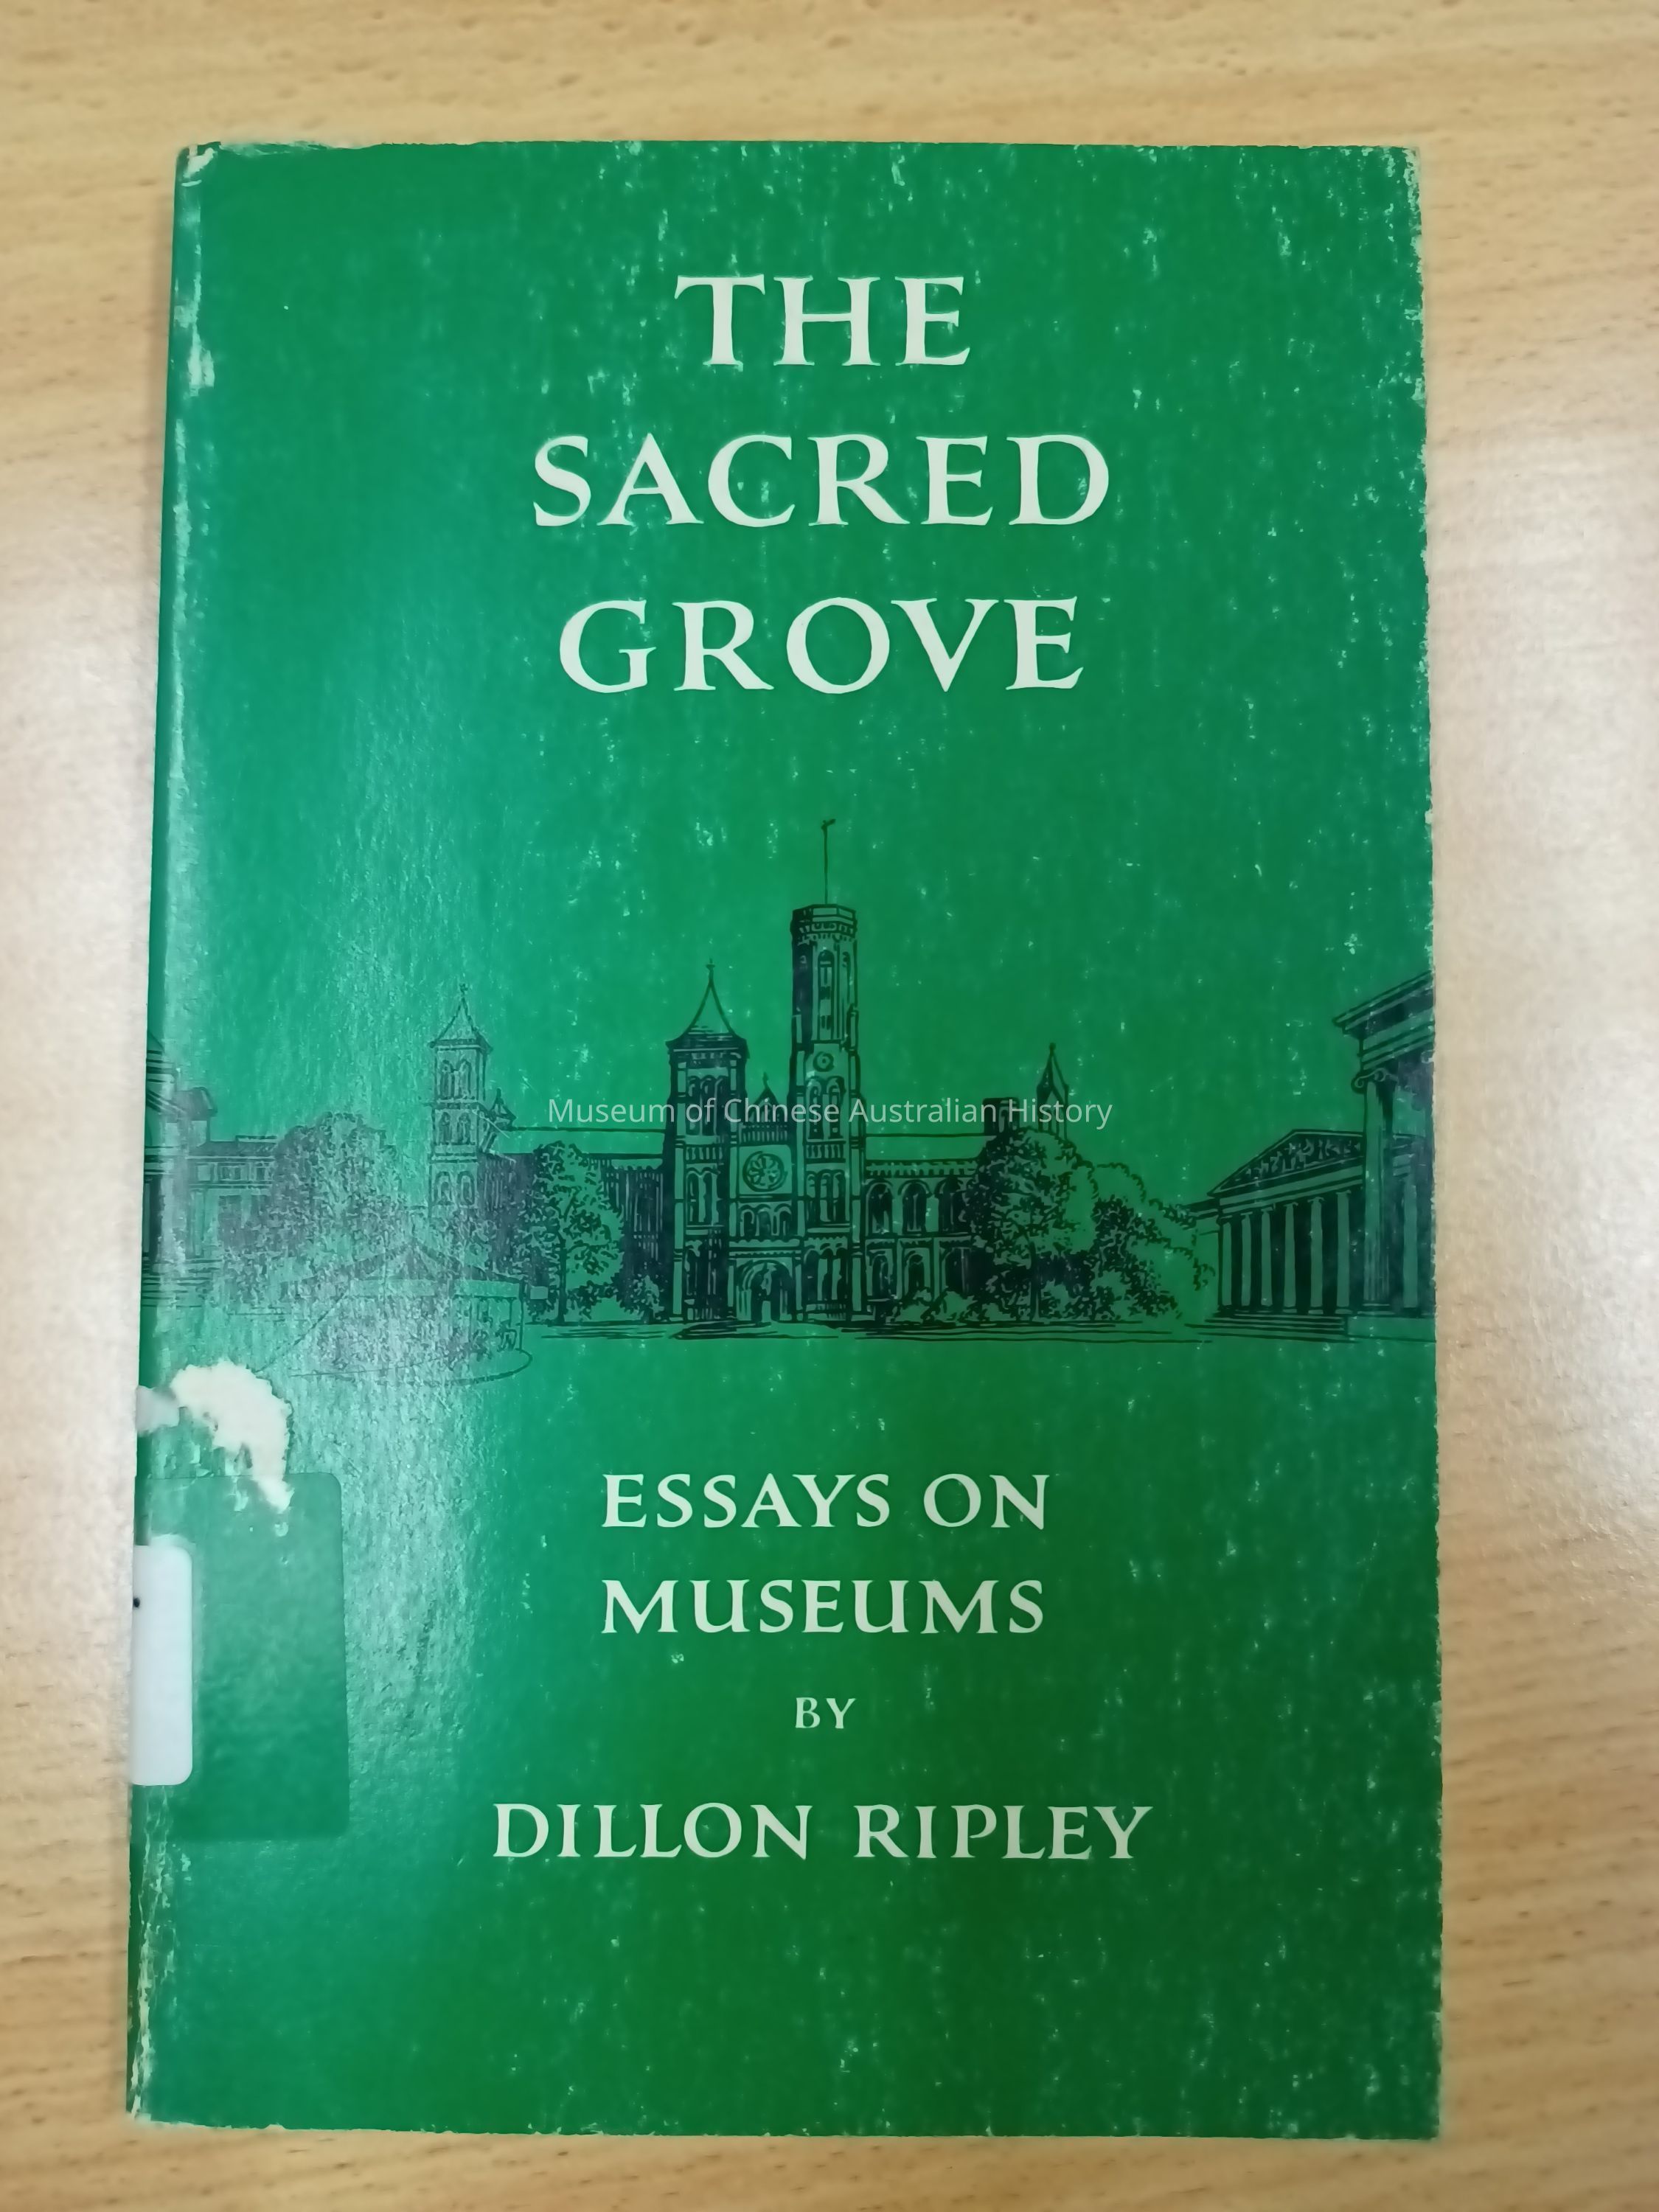 THE
SACRED
GROVE
Museum of Chinese Australian History
ESSAYS ON
MUSEUMS
BY
DILLON RIPLEY